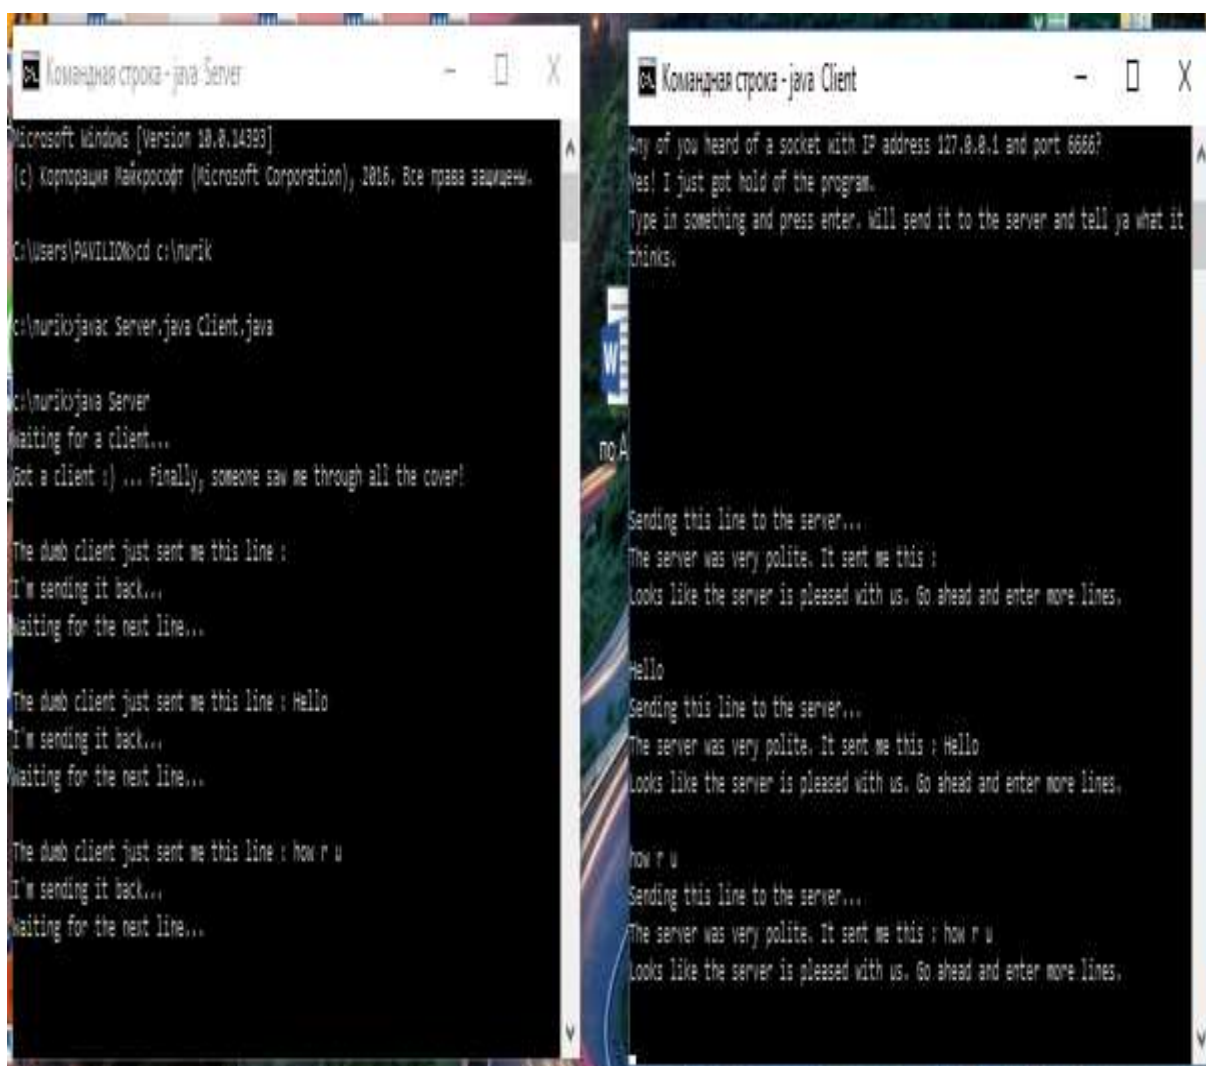 Командная строка - java Server
Microsoft Windows [Version 10.0.14393]
(c) Корпорация Майкрософт (Microsoft Corporation), 2016. Все права защищены.
C:\Users\PAVILION>cd c:\nurik
c:\nurik>javac Server.java Client.java
c:\nurik>java Server
Waiting for a client...
Got a client :) ... Finally, someone saw me through all the cover!
The dumb client just sent me this line :
I'm sending it back...
Waiting for the next line...
The dumb client just sent me this line : Hello
I'm sending it back...
Waiting for the next line...
The dumb client just sent me this line : how r u
I'm sending it back...
Waiting for the next line...
по А
Командная строка - java Client
Any of you heard of a socket with IP address 127.0.0.1 and port 6666?
Yes! I just got hold of the program.
Type in something and press enter. Will send it to the server and tell ya what it
thinks.
Sending this line to the server...
The server was very polite. It sent me this :
Looks like the server is pleased with us. Go ahead and enter more lines.
Hello
Sending this line to the server...
The server was very polite. It sent me this : Hello
Looks like the server is pleased with us. Go ahead and enter more lines.
how r u
Sending this line to the server...
The server was very polite. It sent me this : how r u
Looks like the server is pleased with us. Go ahead and enter more lines.